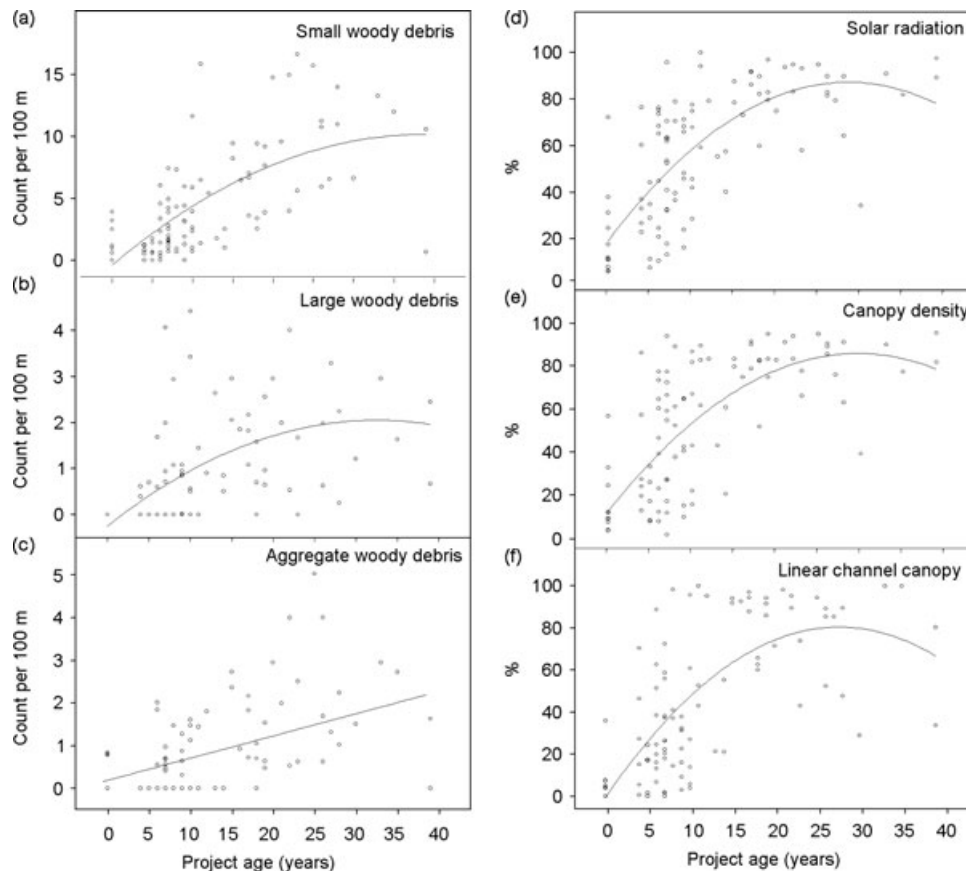 (a)
Small woody debris
15
10
5
0
Count per 100 m
(b)
Large woody debris
4
3
2
1
0
Count per 100 m
(c)
Aggregate woody debris
5
4
3
2
1
0
Count per 100 m
0 5 10 15 20 25 30 35 40
Project age (years)
(d)
Solar radiation
100
80
60
40
20
0
%
(e)
Canopy density
100
80
60
40
20
0
%
(f)
Linear channel canopy
100
80
60
40
20
0
%
0 5 10 15 20 25 30 35 40
Project age (years)